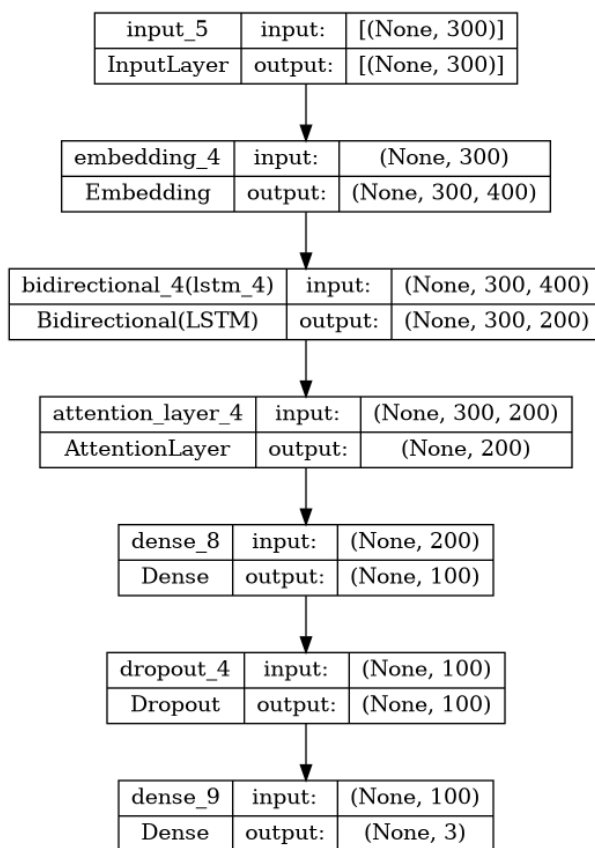 input_5 input: [(None, 300)]
InputLayer output: [(None, 300)]
embedding_4 input: (None, 300)
Embedding output: (None, 300, 400)
bidirectional_4(lstm_4) input: (None, 300, 400)
Bidirectional(LSTM) output: (None, 300, 200)
attention_layer_4 input: (None, 300, 200)
AttentionLayer output: (None, 200)
dense_8 input: (None, 200)
Dense output: (None, 100)
dropout_4 input: (None, 100)
Dropout output: (None, 100)
dense_9 input: (None, 100)
Dense output: (None, 3)